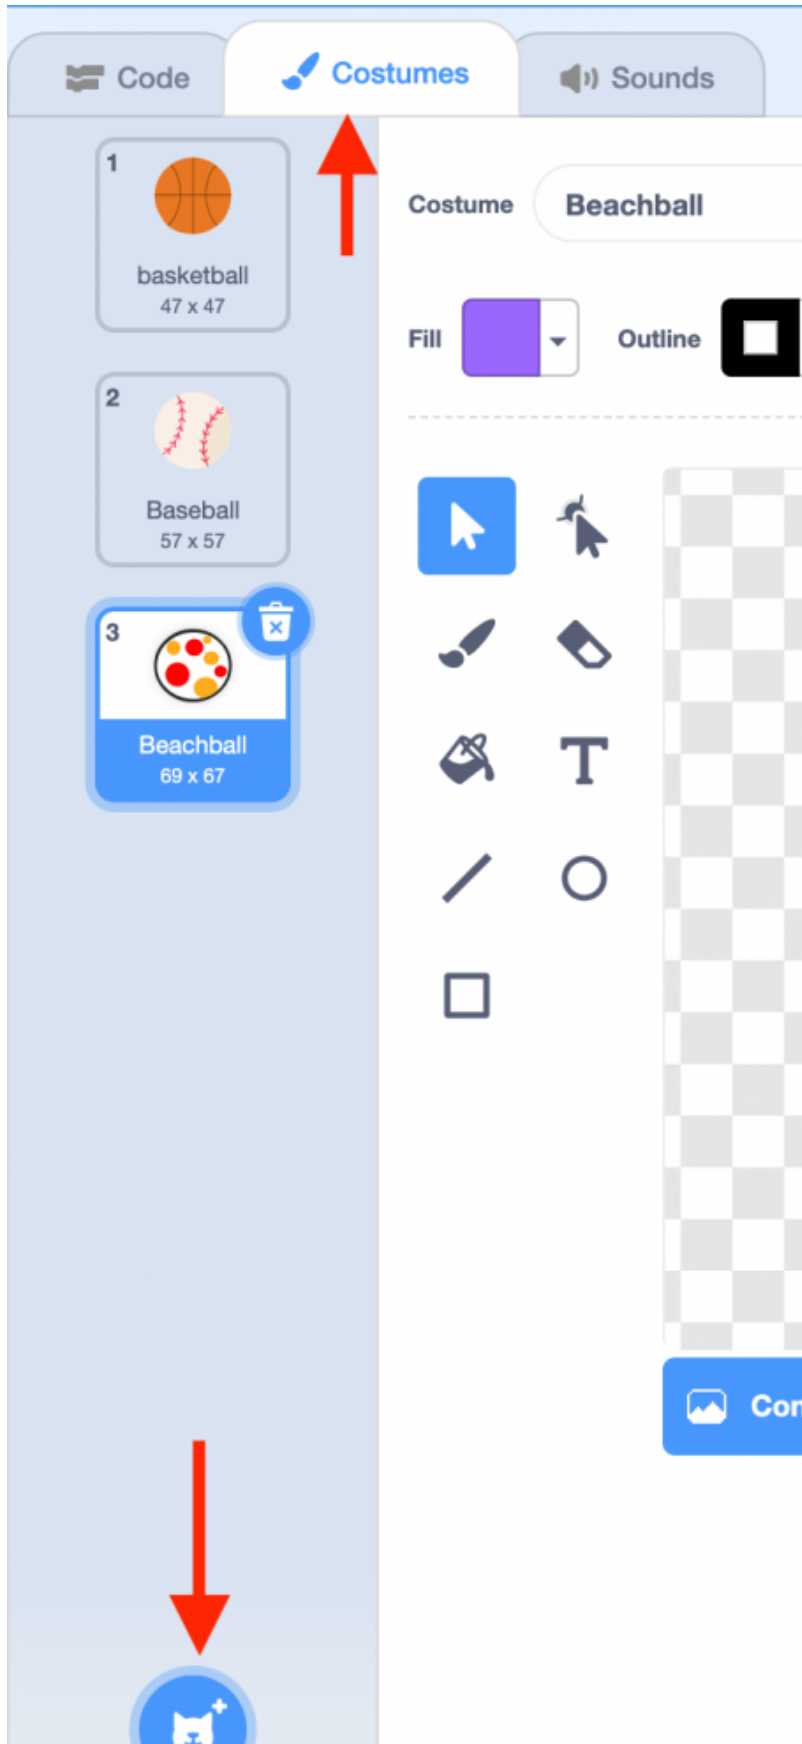 Code
Costumes
Sounds
1
basketball
47 x 47
2
Baseball
57 x 57
3
Beachball
69 x 67
Costume
Beachball
Fill
Outline
T